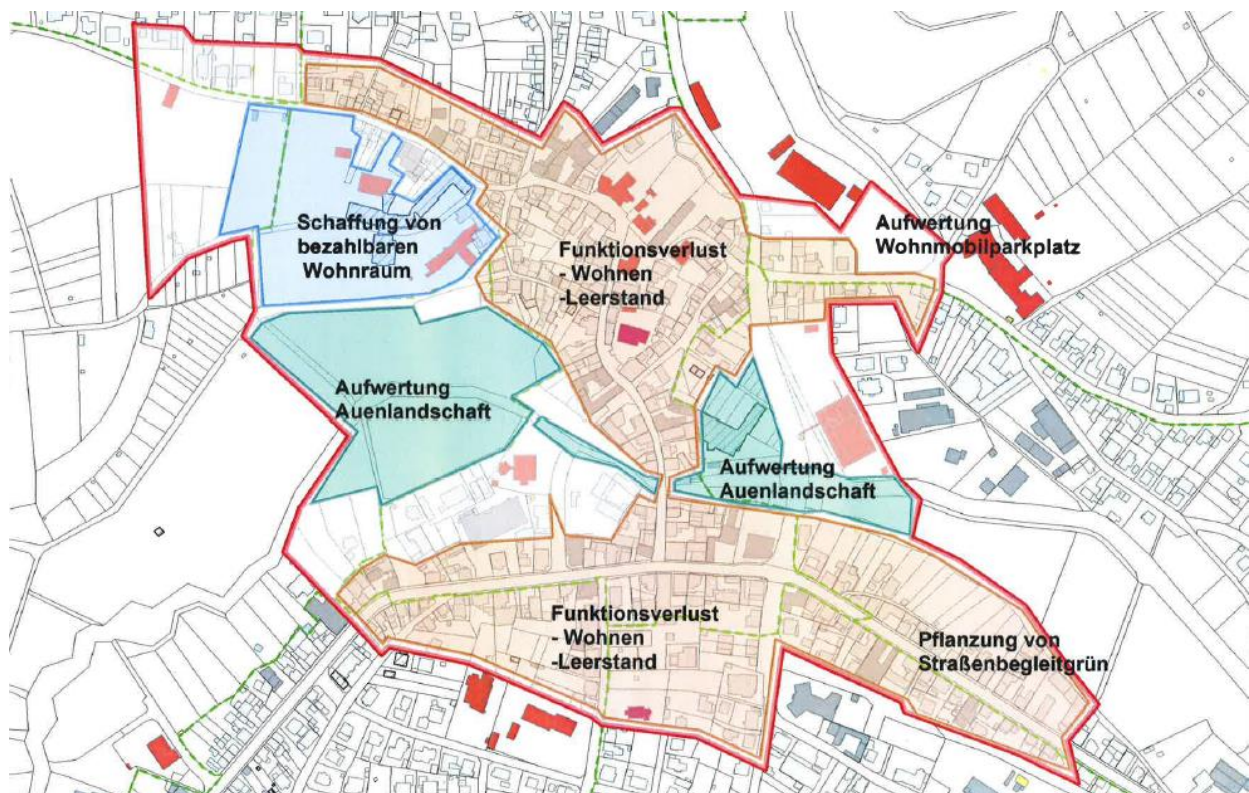 Schaffung von
bezahlbaren
Wohnraum
Funktionsverlust
- Wohnen
-Leerstand
Aufwertung
Wohnmobilparkplatz
Aufwertung
Auenlandschaft
Aufwertung
Auenlandschaft
Funktionsverlust
- Wohnen
-Leerstand
Pflanzung von
Straßenbegleitgrün